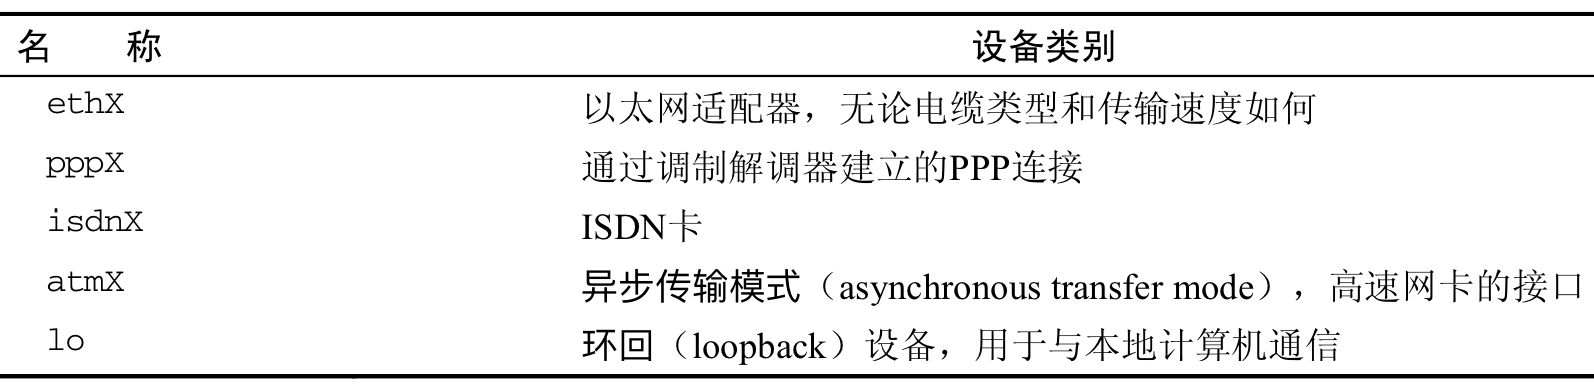 名 称 设备类别
ethX 以太网适配器，无论电缆类型和传输速度如何
pppX 通过调制解调器建立的PPP连接
isdnX ISDN卡
atmX 异步传输模式（asynchronous transfer mode），高速网卡的接口
lo 环回（loopback）设备，用于与本地计算机通信